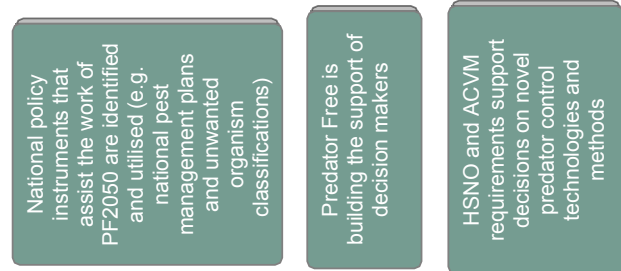 National policy
instruments that
assist the work of
PF2050 are identified
and utilised (e.g.
national pest
management plans
and unwanted
organism
classifications)
Predator Free is
building the support of
decision makers
HSNO and ACVM
requirements support
decisions on novel
predator control
technologies and
methods